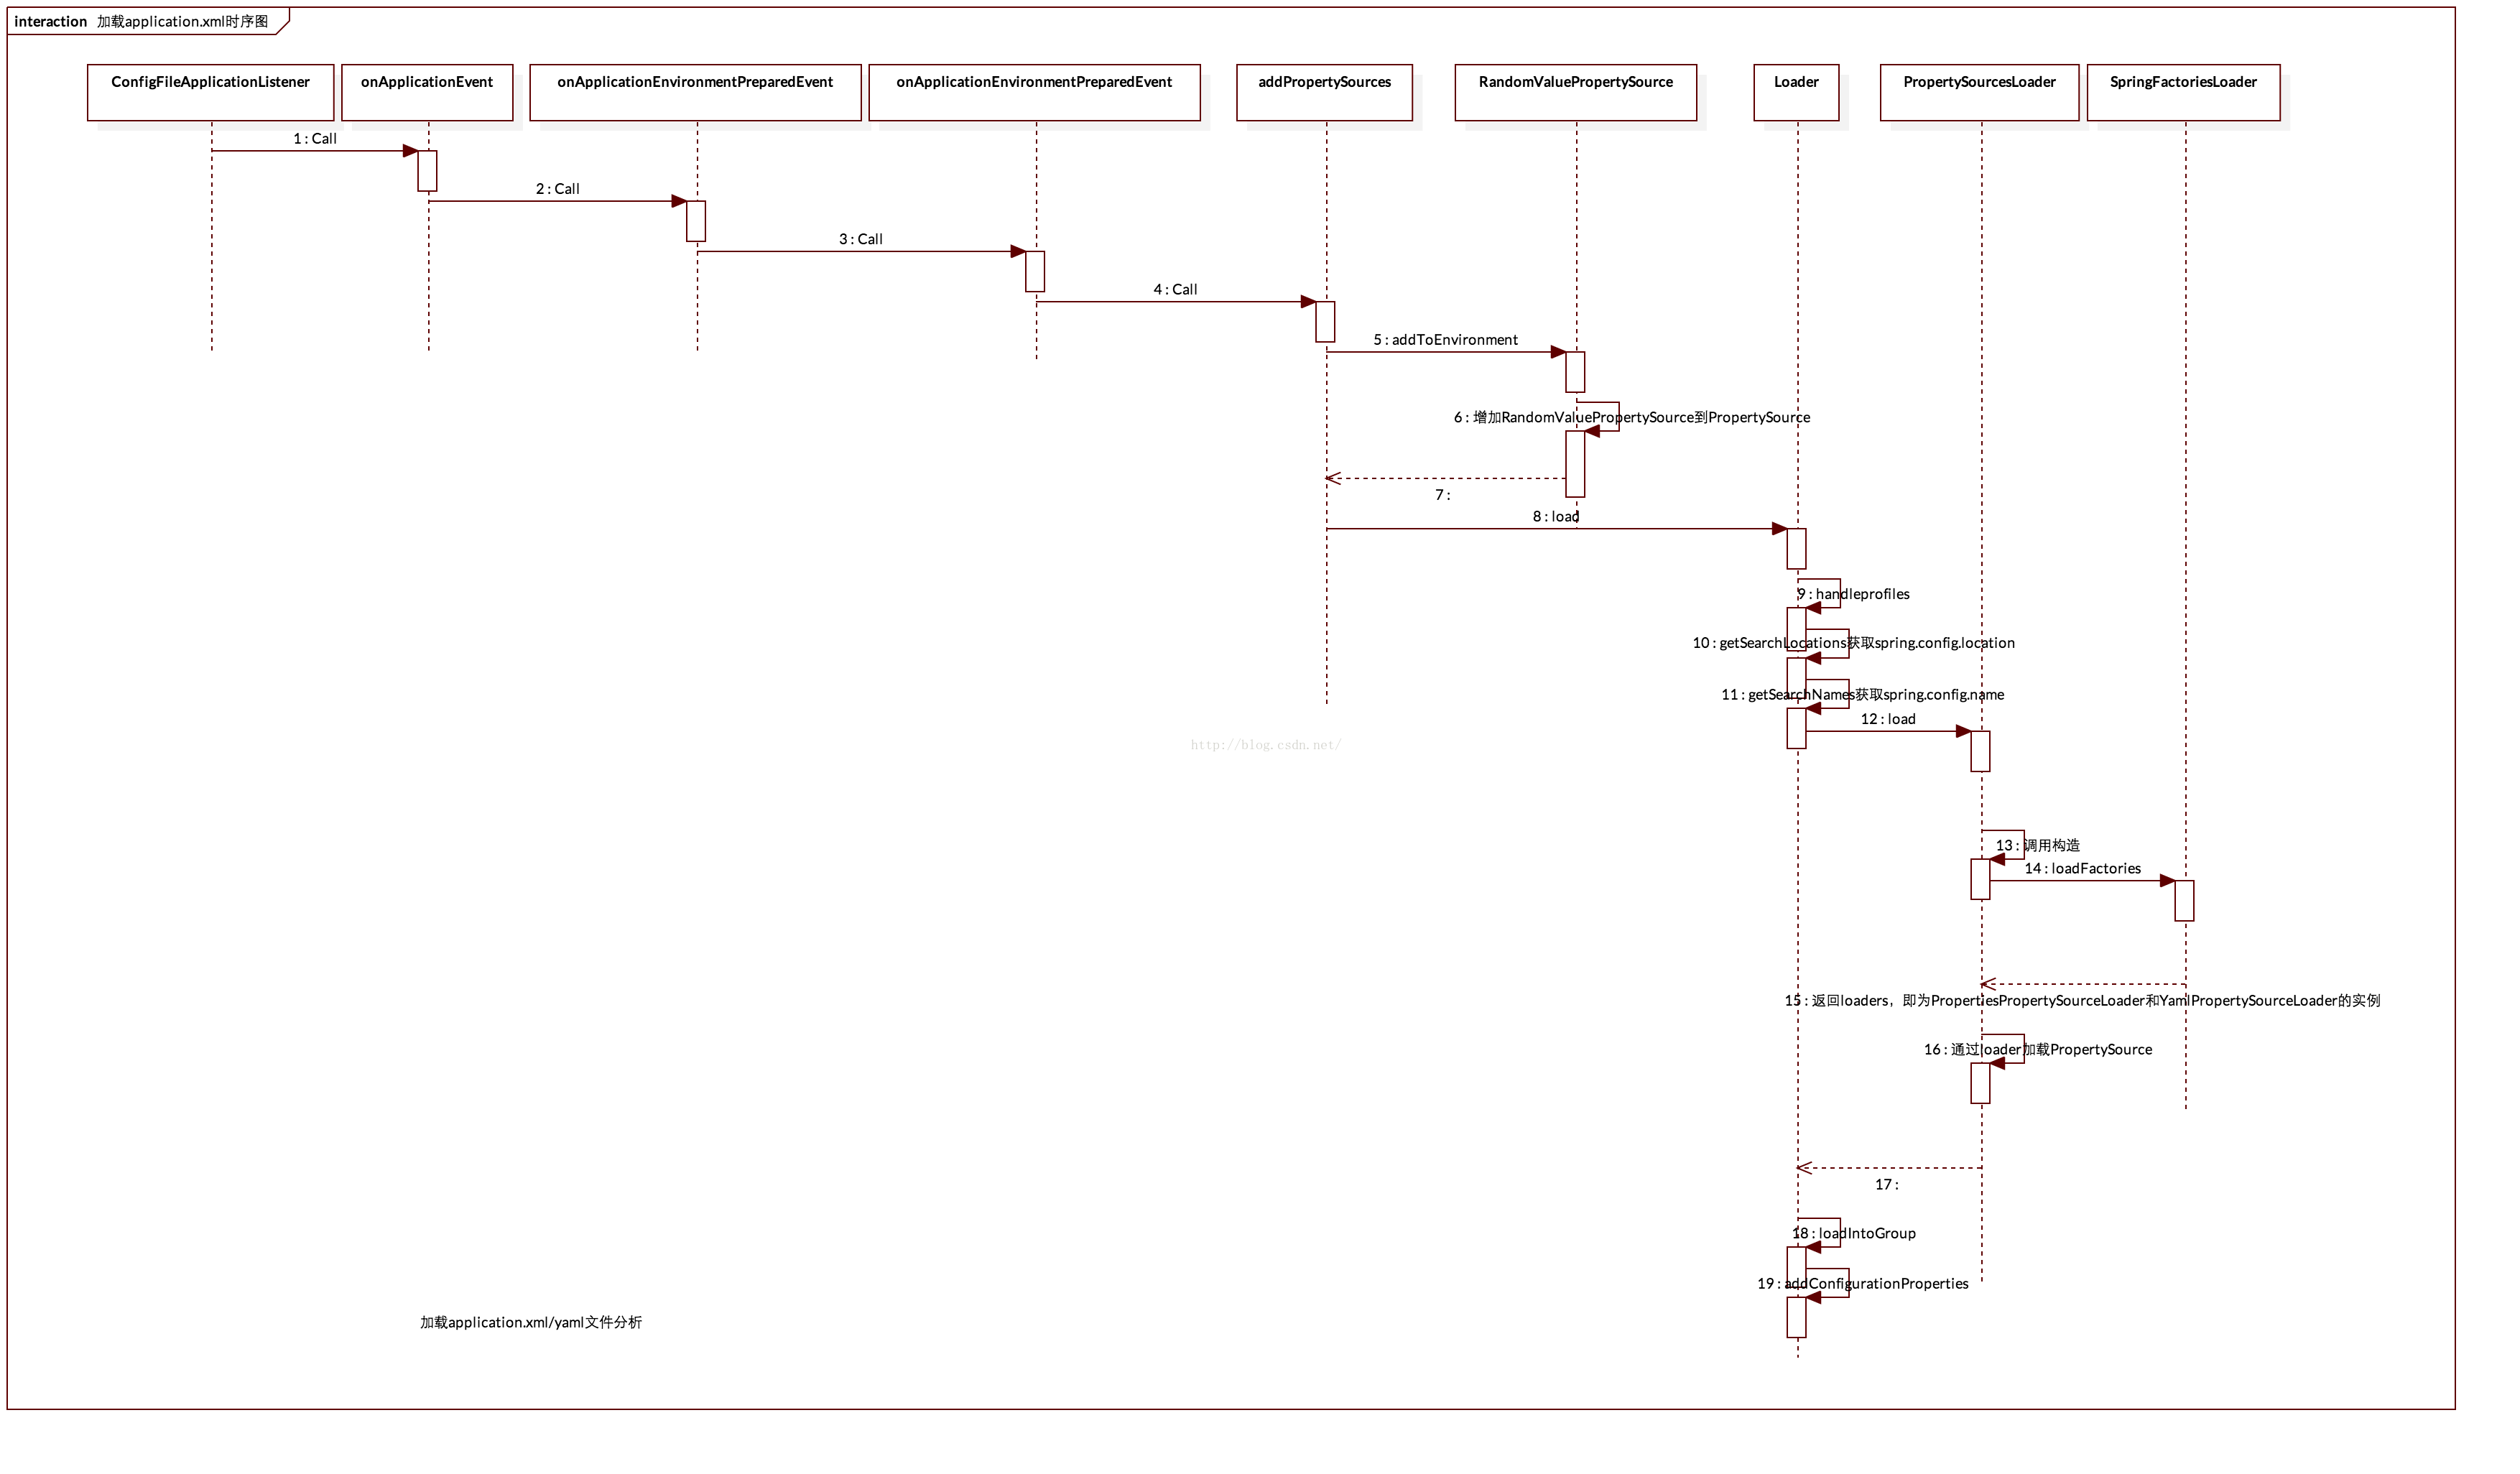 interaction 加载application.xml时序图
ConfigFileApplicationListener
onApplicationEvent
onApplicationEnvironmentPreparedEvent
onApplicationEnvironmentPreparedEvent
addPropertySources
RandomValuePropertySource
Loader
PropertySourcesLoader
SpringFactoriesLoader
1 : Call
2 : Call
3 : Call
4 : Call
5 : addToEnvironment
6 : 增加RandomValuePropertySource到PropertySource
7 :
8 : load
9 : handleprofiles
10 : getSearchLocations获取spring.config.location
11 : getSearchNames获取spring.config.name
12 : load
http://blog.csdn.net/
13 : 调用构造
14 : loadFactories
15 : 返回loaders，即为PropertiesPropertySourceLoader和YamlPropertySourceLoader的实例
16 : 通过loader加载PropertySource
17 :
18 : loadIntoGroup
19 : addConfigurationProperties
加载application.xml/yaml文件分析